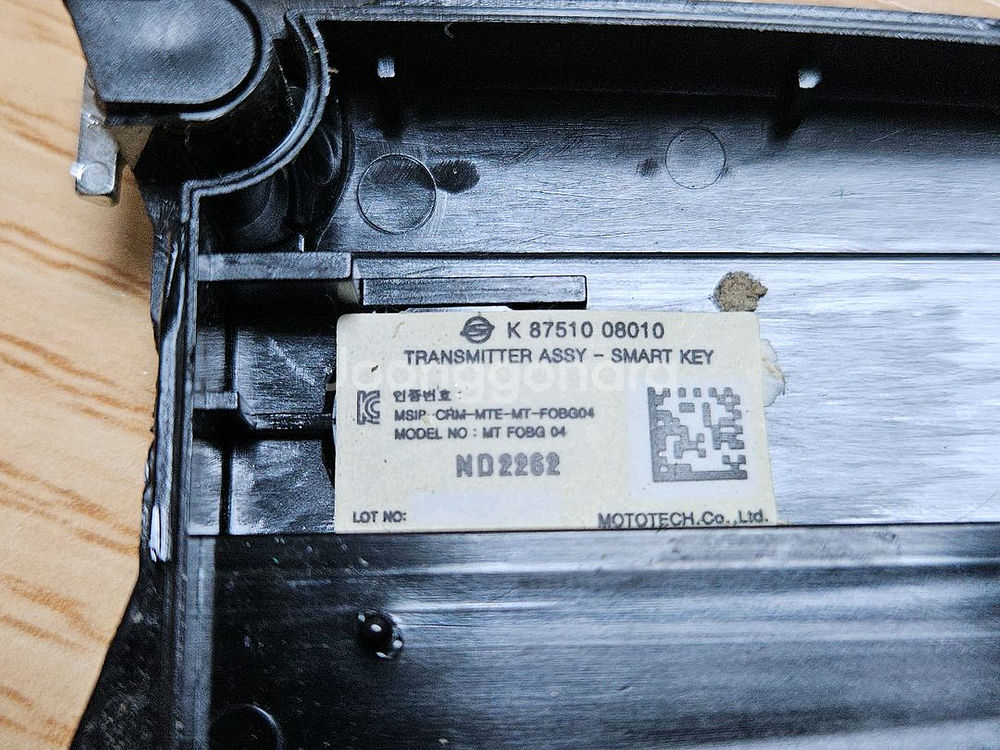 K 87510 08010
TRANSMITTER ASSY - SMART KEY
인증번호 :
MSIP-CRM-MTE-MT-FOBG04
MODEL NO : MT FOBG 04
ND2262
LOT NO:
MOTOTECH.Co.,Ltd.
Joonggonara